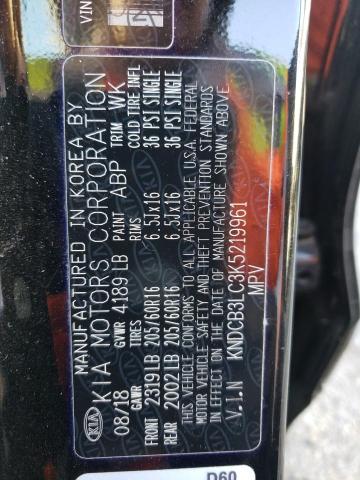 VIN
MANUFACTURED IN KOREA BY
KIA KIA MOTORS CORPORATION
08/18 GVWR 4189 LB PAINT ABP TRIM WK
GAWR TIRES RIMS COLD TIRE INFL
FRONT 2319 LB 205/60R16 6.5JX16 36 PSI SINGLE
REAR 2002 LB 205/60R16 6.5JX16 36 PSI SINGLE
THIS VEHICLE CONFORMS TO ALL APPLICABLE U.S.A. FEDERAL
MOTOR VEHICLE SAFETY AND THEFT PREVENTION STANDARDS
IN EFFECT ON THE DATE OF MANUFACTURE SHOWN ABOVE
V.I.N KNDCB3LC3K5219961
MPV
D60